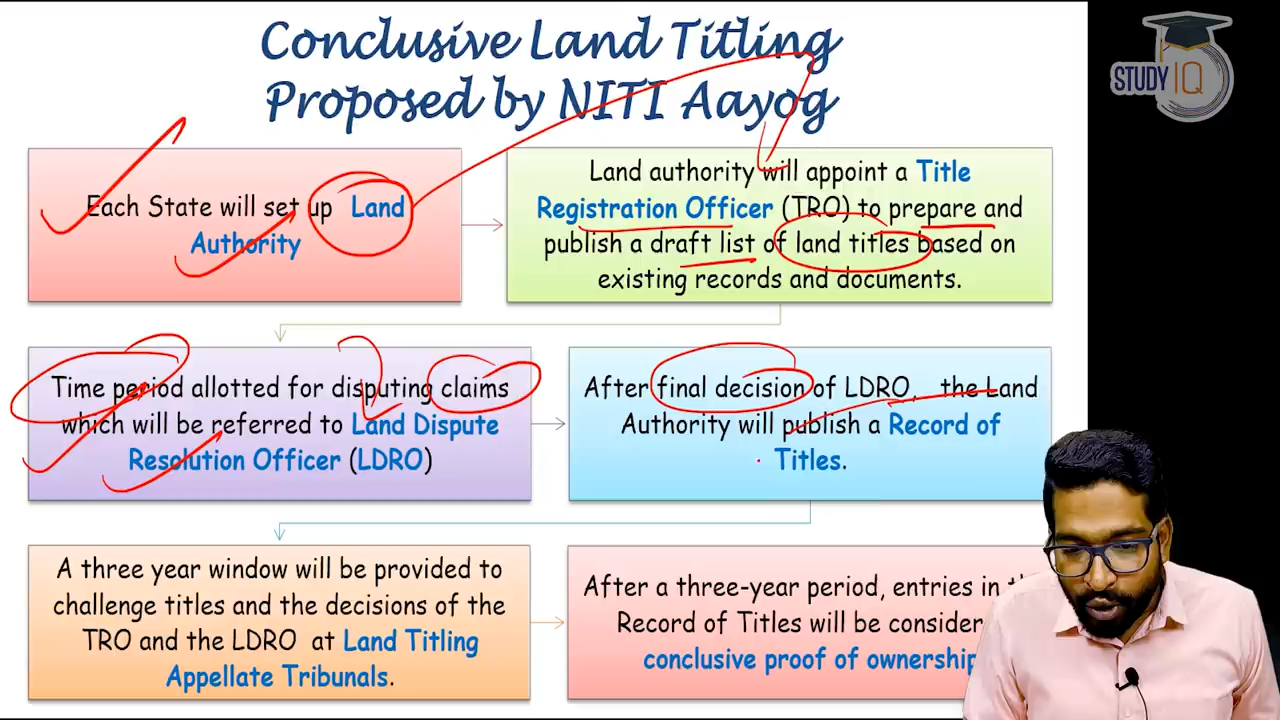 Conclusive Land Titling
Proposed by NITI Aayog
STUDY IQ
Each State will set up Land
Authority
Land authority will appoint a Title
Registration Officer (TRO) to prepare and
publish a draft list of land titles based on
existing records and documents.
Time period allotted for disputing claims
which will be referred to Land Dispute
Resolution Officer (LDRO)
After final decision of LDRO, the Land
Authority will publish a Record of
Titles.
A three year window will be provided to
challenge titles and the decisions of the
TRO and the LDRO at Land Titling
Appellate Tribunals.
After a three-year period, entries in
Record of Titles will be
conclusive proof of ownership